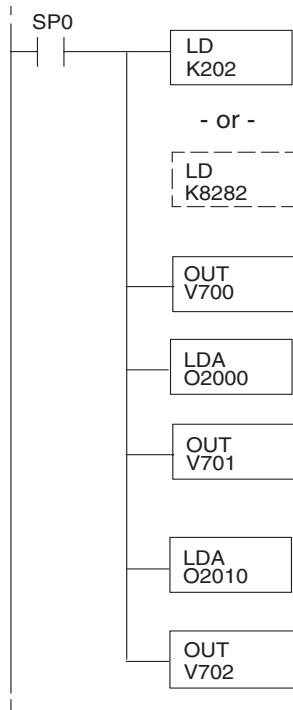 SP0
LD
K202
- or -
LD
K8282
OUT
V700
LDA
O2000
OUT
V701
LDA
O2010
OUT
V702